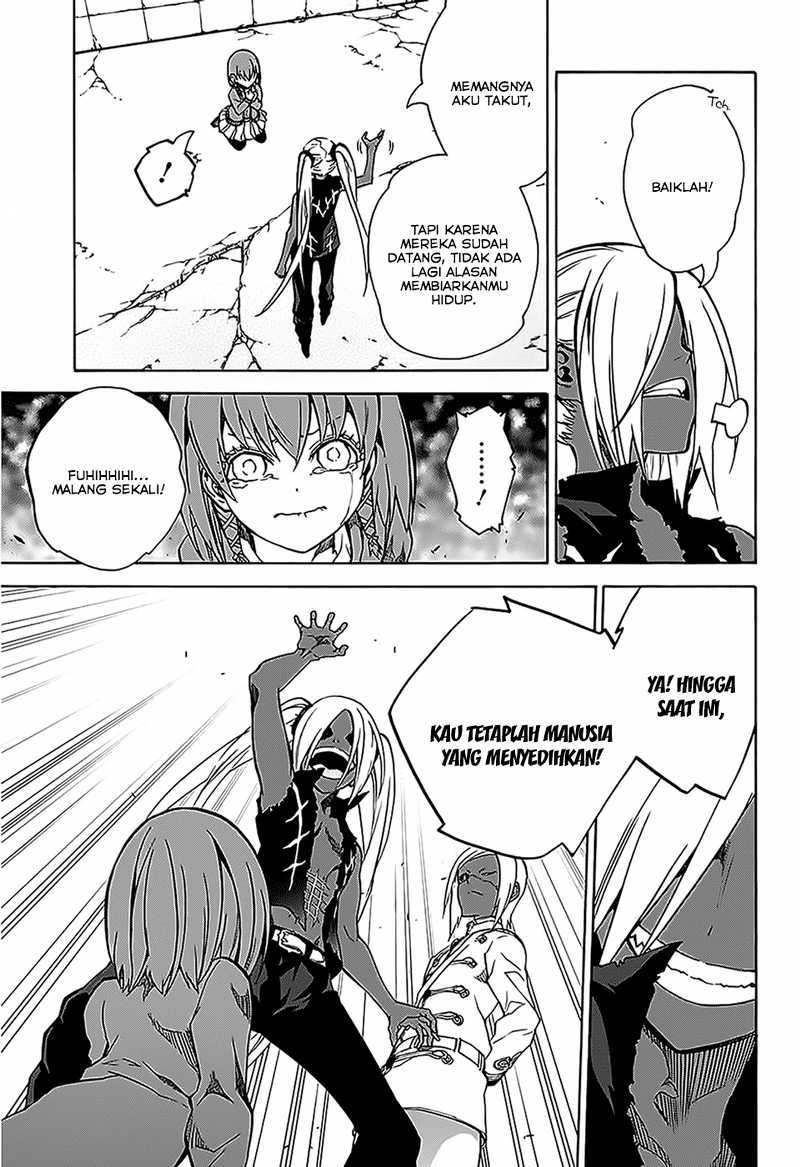 Tch.
BAIKLAH!
MEMANGNYA
AKU TAKUT,
TAPI KARENA
MEREKA SUDAH
DATANG, TIDAK ADA
LAGI ALASAN
MEMBIARKANMU
HIDUP.
!
......!
FUHIHHIHI...
MALANG SEKALI!
YA! HINGGA
SAAT INI,
KAU TETAPLAH MANUSIA
YANG MENYEDIHKAN!